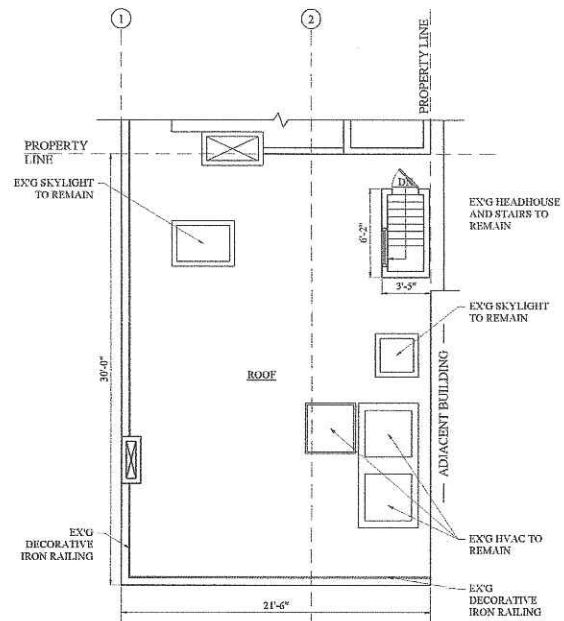 1
2
PROPERTY LINE
PROPERTY
LINE
EX'G SKYLIGHT
TO REMAIN
DN
6'-2"
3'-5"
EX'G HEADHOUSE
AND STAIRS TO
REMAIN
EX'G SKYLIGHT
TO REMAIN
30'-0"
ROOF
ADJACENT BUILDING
EX'G
DECORATIVE
IRON RAILING
EX'G HVAC TO
REMAIN
21'-6"
EX'G
DECORATIVE
IRON RAILING